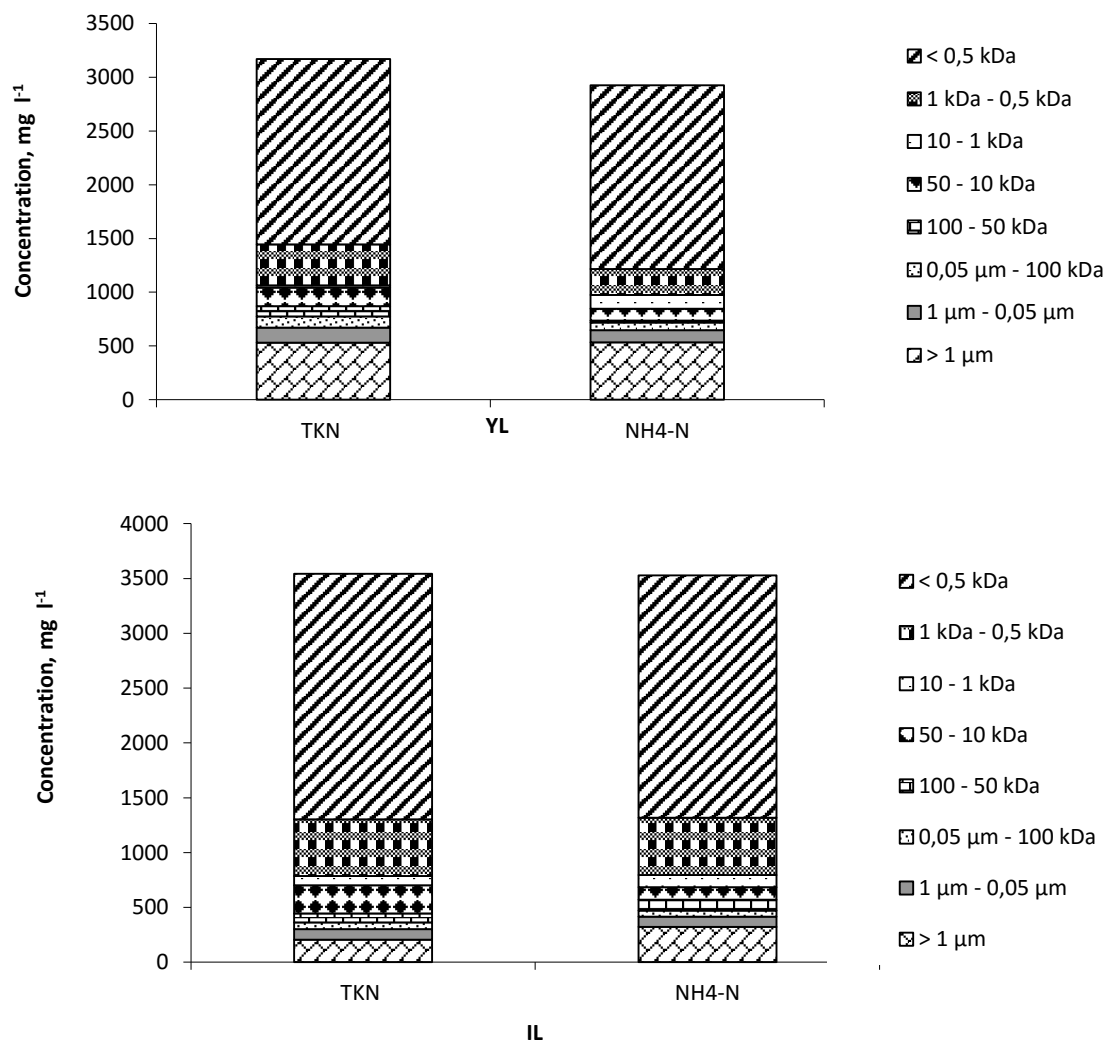 Concentration, mg l-1
3500
3000
2500
2000
1500
1000
500
0
TKN
YL
NH4-N
< 0,5 kDa
1 kDa - 0,5 kDa
10 - 1 kDa
50 - 10 kDa
100 - 50 kDa
0,05 µm - 100 kDa
1 µm - 0,05 µm
> 1 µm
Concentration, mg l-1
4000
3500
3000
2500
2000
1500
1000
500
0
TKN
NH4-N
IL
< 0,5 kDa
1 kDa - 0,5 kDa
10 - 1 kDa
50 - 10 kDa
100 - 50 kDa
0,05 µm - 100 kDa
1 µm - 0,05 µm
> 1 µm